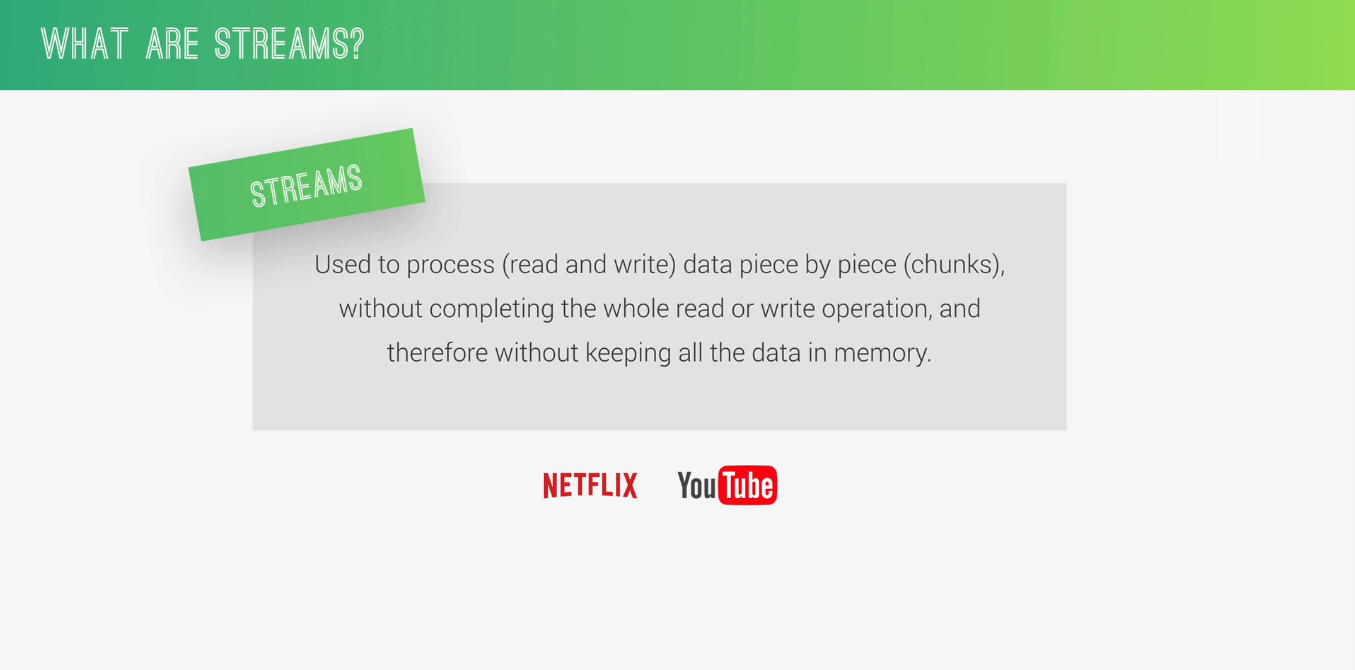 WHAT ARE STREAMS?
STREAMS
Used to process (read and write) data piece by piece (chunks),
without completing the whole read or write operation, and
therefore without keeping all the data in memory.
NETFLIX YouTube